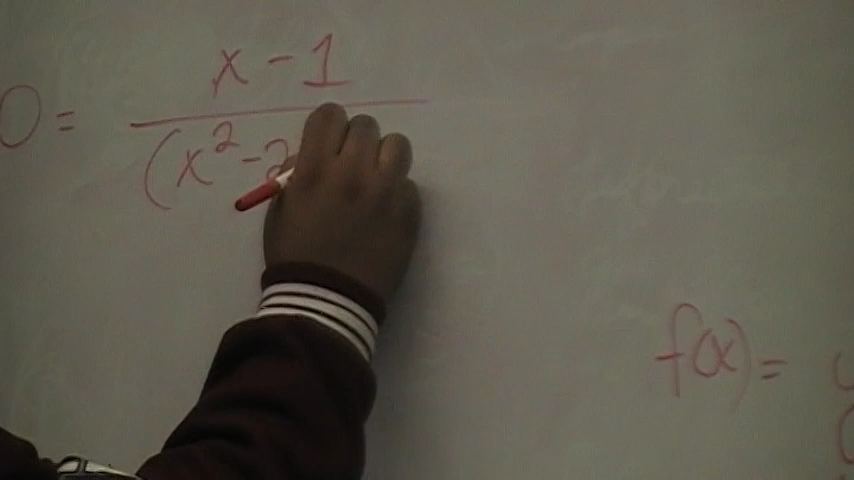 0 = x - 1
(x² - 2
f(x) =